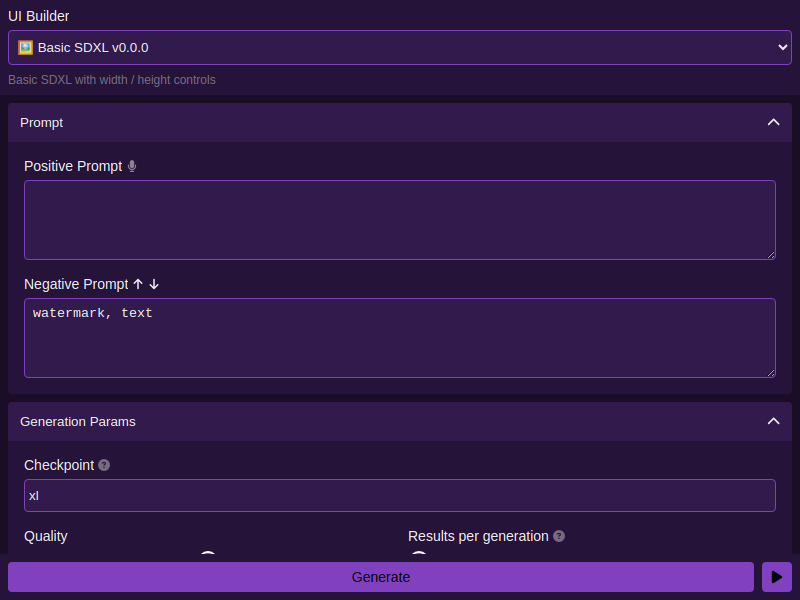 UI Builder
🖼️ Basic SDXL v0.0.0
Basic SDXL with width / height controls
Prompt
Positive Prompt
Negative Prompt
watermark, text
Generation Params
Checkpoint
xl
Quality
Results per generation
Generate